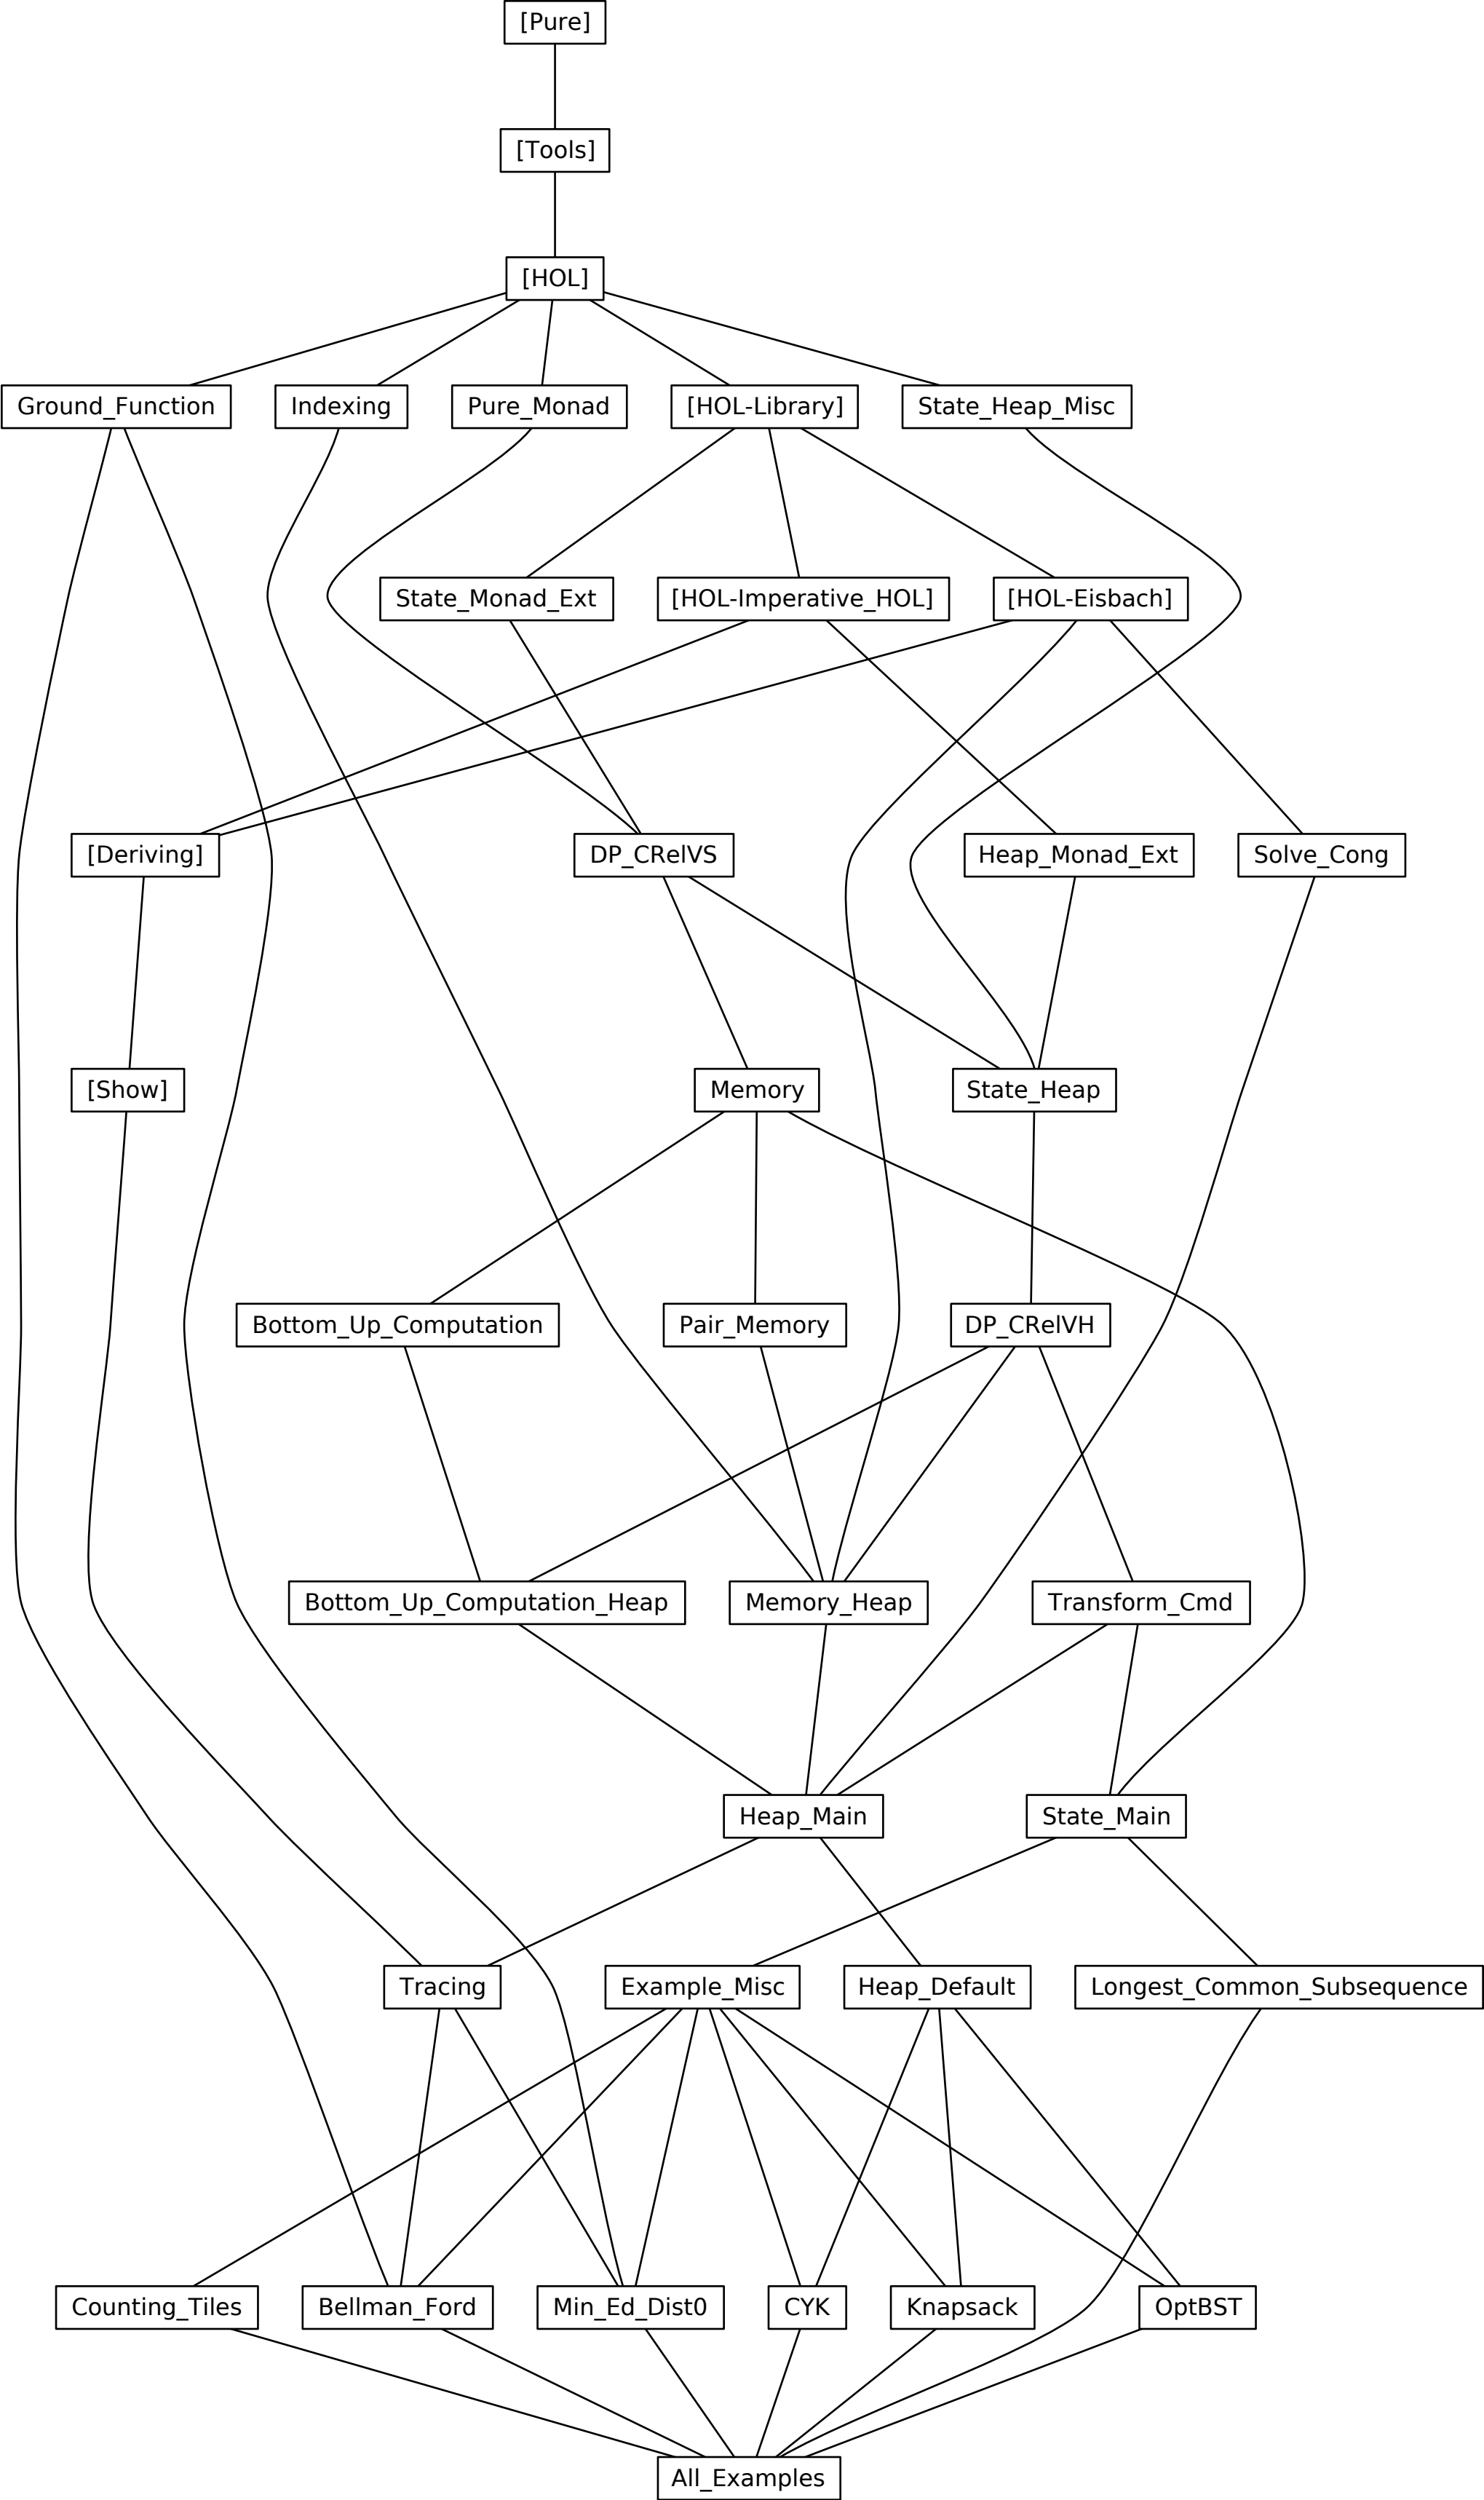 [Pure]
[Tools]
[HOL]
Ground_Function
Indexing
Pure_Monad
[HOL-Library]
State_Heap_Misc
State_Monad_Ext
[HOL-Imperative_HOL]
[HOL-Eisbach]
[Deriving]
DP_CRelVS
Heap_Monad_Ext
Solve_Cong
[Show]
Memory
State_Heap
Bottom_Up_Computation
Pair_Memory
DP_CRelVH
Bottom_Up_Computation_Heap
Memory_Heap
Transform_Cmd
Heap_Main
State_Main
Tracing
Example_Misc
Heap_Default
Longest_Common_Subsequence
Counting_Tiles
Bellman_Ford
Min_Ed_Dist0
CYK
Knapsack
OptBST
All_Examples